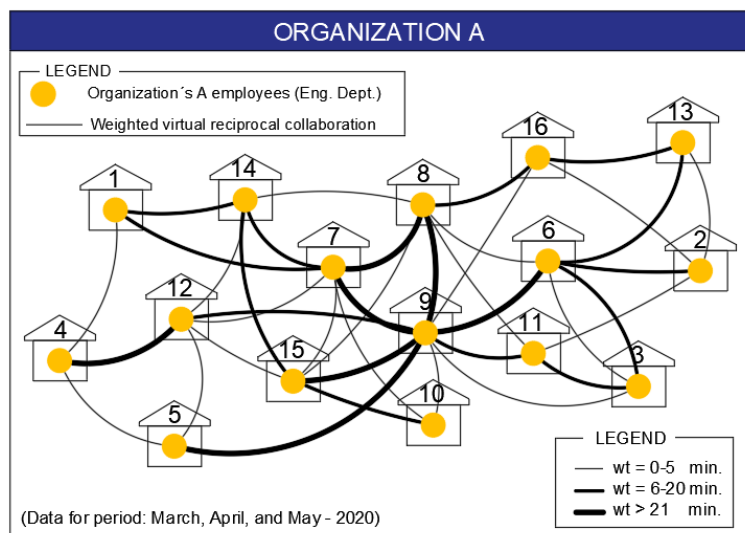 ORGANIZATION A
LEGEND
Organization´s A employees (Eng. Dept.)
Weighted virtual reciprocal collaboration
13
16
14
8
1
7
6
2
12
9
4
11
15
3
10
5
LEGEND
wt = 0-5 min.
wt = 6-20 min.
wt > 21 min.
(Data for period: March, April, and May - 2020)